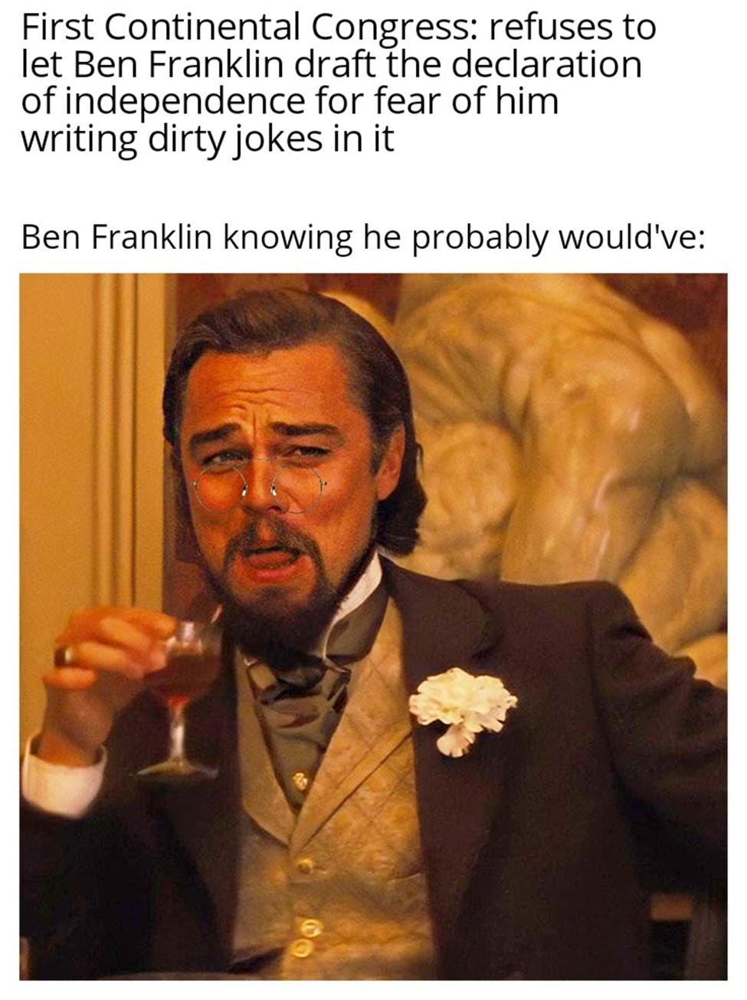 First Continental Congress: refuses to
let Ben Franklin draft the declaration
of independence for fear of him
writing dirty jokes in it
Ben Franklin knowing he probably would've: